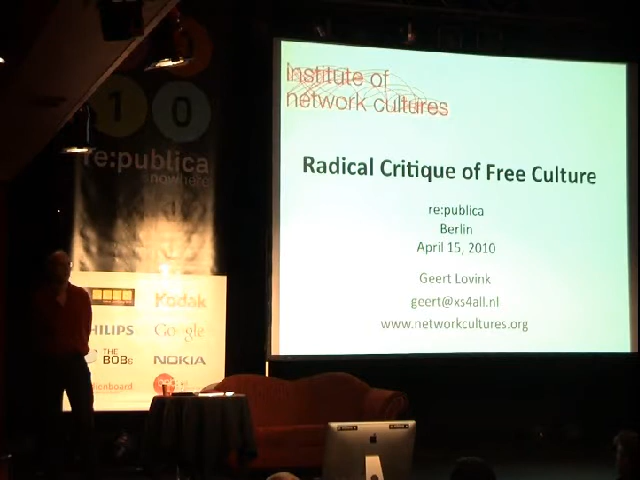 10
re:publica
nowhere
Kodak
PHILIPS
Google
THE
BOBs
NOKIA
institute of
network cultures
Radical Critique of Free Culture
re:publica
Berlin
April 15, 2010
Geert Lovink
geert@xs4all.nl
www.networkcultures.org